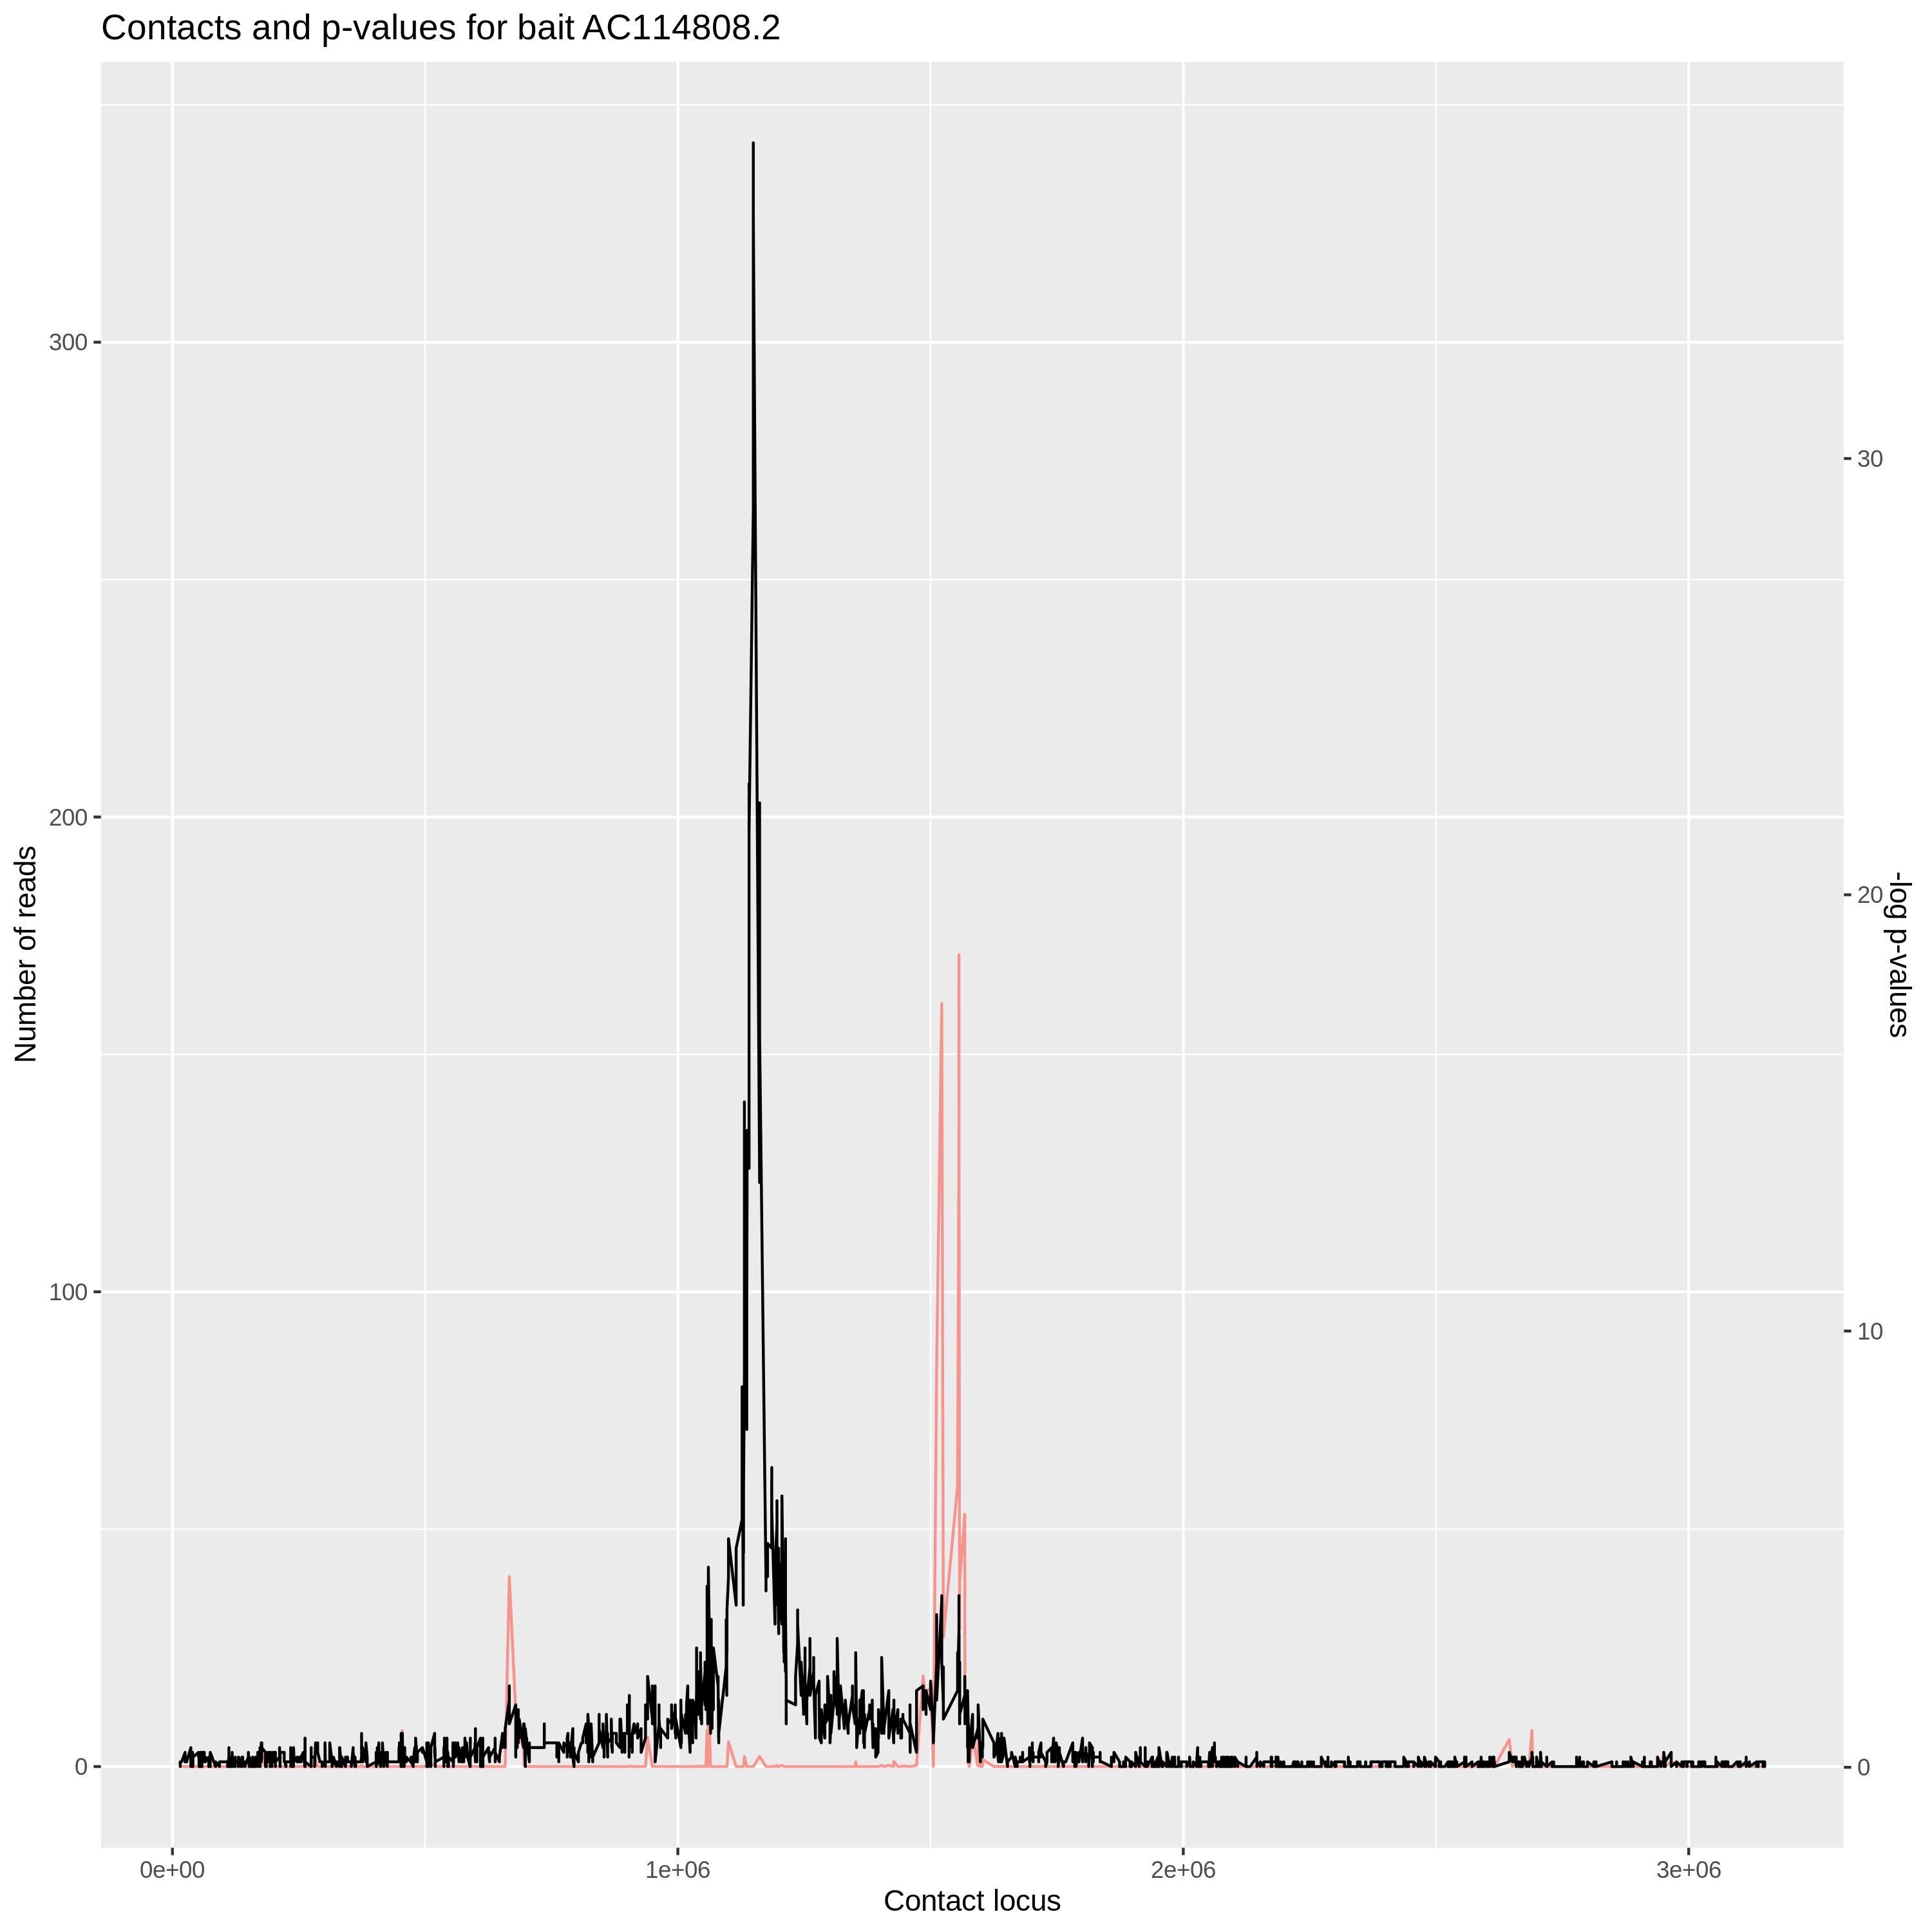 Contacts and p-values for bait AC114808.2
300
200
100
0
Number of reads
30
20
10
0
-log p-values
0e+00
1e+06
2e+06
3e+06
Contact locus